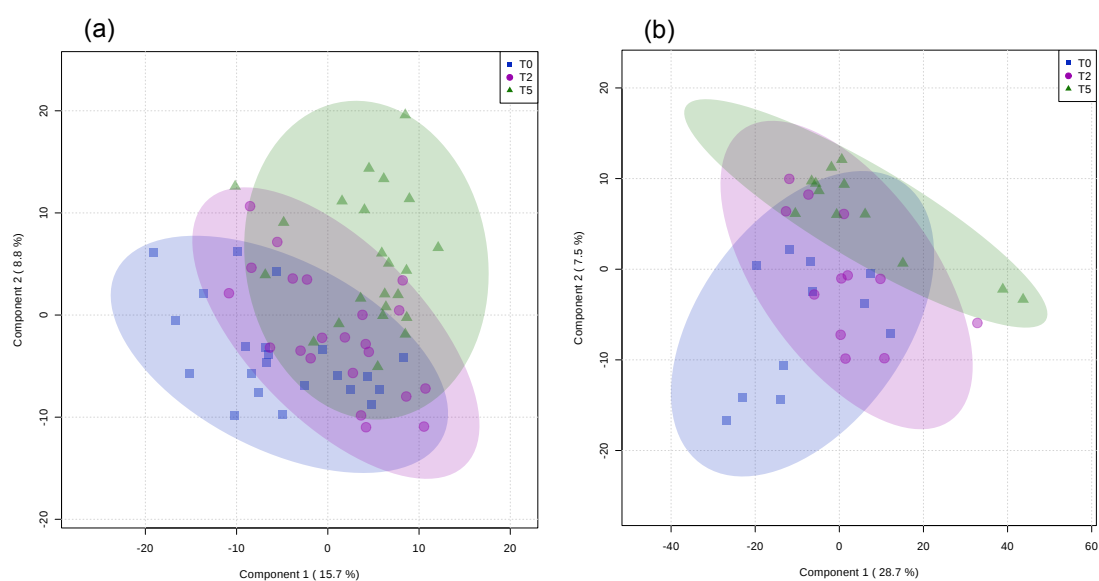 (a)
T0
T2
T5
20
10
0
-10
-20
Component 2 ( 8.8 %)
-20
-10
0
10
20
Component 1 ( 15.7 %)
(b)
T0
T2
T5
20
10
0
-10
-20
Component 2 ( 7.5 %)
-40
-20
0
20
40
60
Component 1 ( 28.7 %)